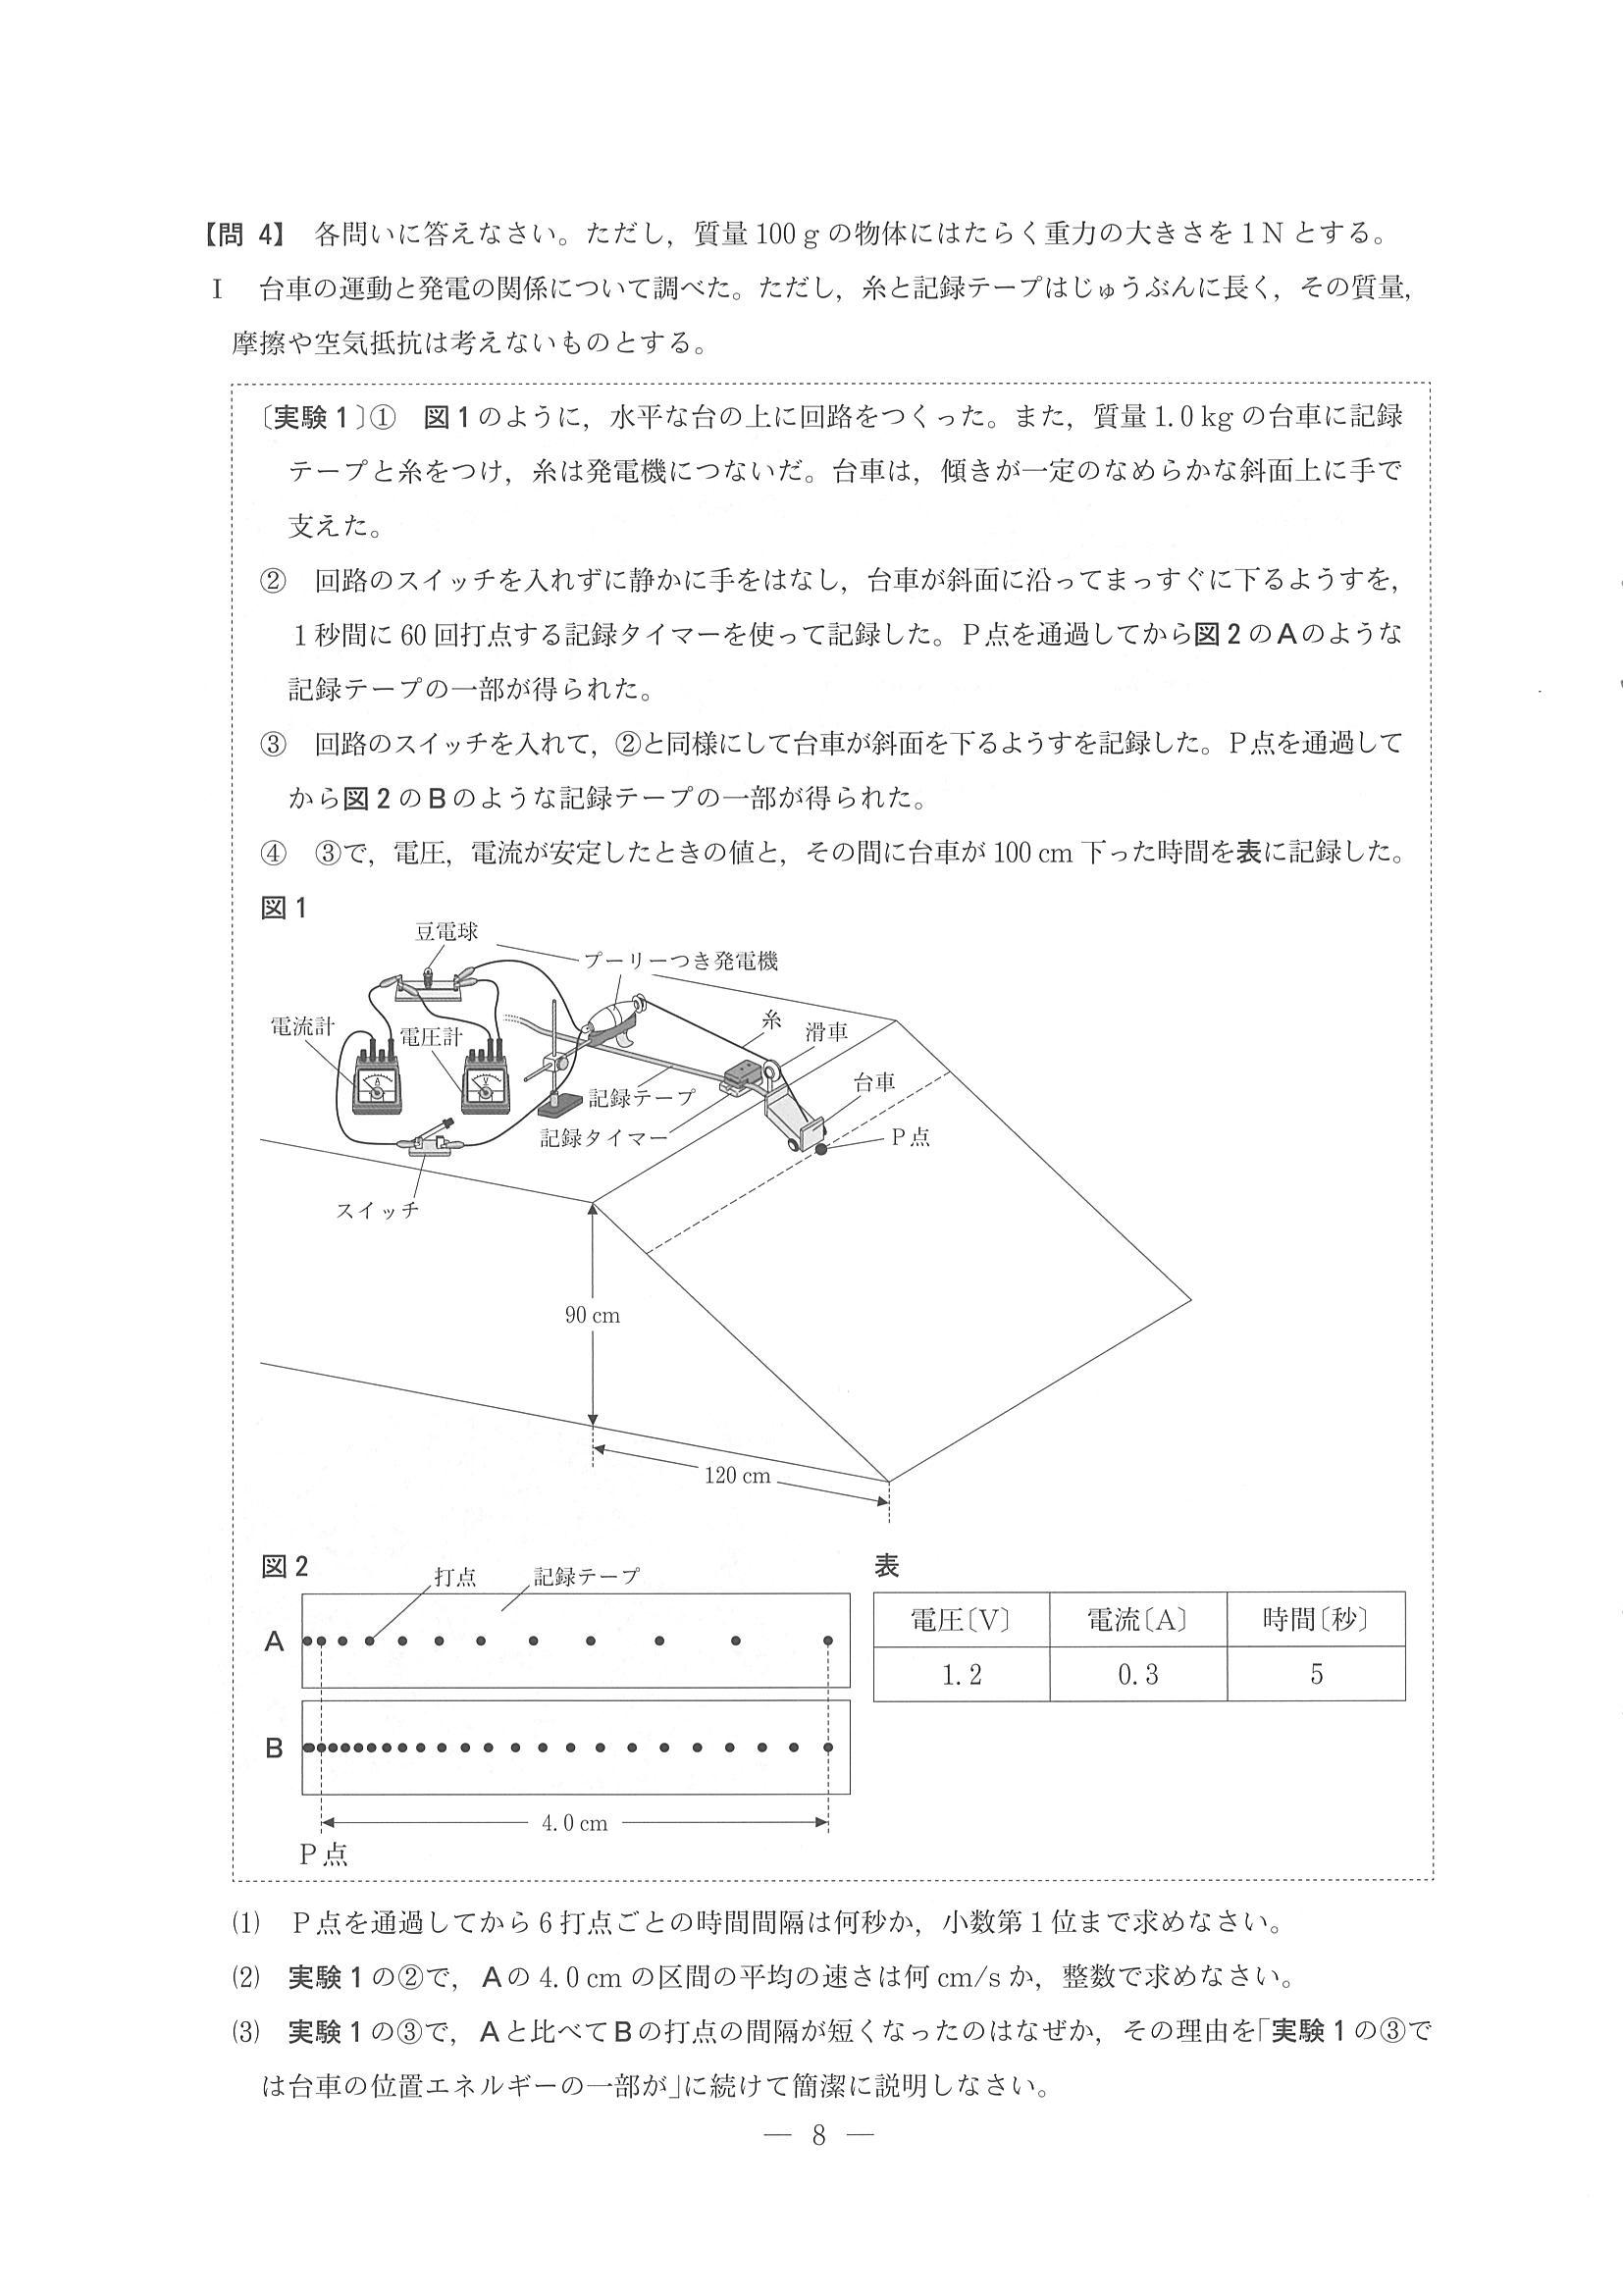 【問 4】 各問いに答えなさい。ただし，質量 100 g の物体にはたらく重力の大きさを 1 N とする。
Ⅰ 台車の運動と発電の関係について調べた。ただし，糸と記録テープはじゅうぶんに長く，その質量，
摩擦や空気抵抗は考えないものとする。
〔実験 1〕① 図 1 のように，水平な台の上に回路をつくった。また，質量 1.0 kg の台車に記録
テープと糸をつけ，糸は発電機につないだ。台車は，傾きが一定のなめらかな斜面上に手で
支えた。
② 回路のスイッチを入れずに静かに手をはなし，台車が斜面に沿ってまっすぐに下るようすを，
1 秒間に 60 回打点する記録タイマーを使って記録した。P 点を通過してから図 2 の A のような
記録テープの一部が得られた。
③ 回路のスイッチを入れて，②と同様にして台車が斜面を下るようすを記録した。P 点を通過して
から図 2 の B のような記録テープの一部が得られた。
④ ③で，電圧，電流が安定したときの値と，その間に台車が 100 cm 下った時間を表に記録した。
図 1
豆電球
プーリーつき発電機
電流計
電圧計
糸
滑車
台車
記録テープ
記録タイマー
P 点
スイッチ
90 cm
120 cm
図 2
打点
記録テープ
A
B
4.0 cm
P 点
表
電圧〔V〕 電流〔A〕 時間〔秒〕
1.2 0.3 5
(1) P 点を通過してから 6 打点ごとの時間間隔は何秒か，小数第 1 位まで求めなさい。
(2) 実験 1 の②で，A の 4.0 cm の区間の平均の速さは何 cm/s か，整数で求めなさい。
(3) 実験 1 の③で，A と比べて B の打点の間隔が短くなったのはなぜか，その理由を「実験 1 の③で
は台車の位置エネルギーの一部が」に続けて簡潔に説明しなさい。
— 8 —